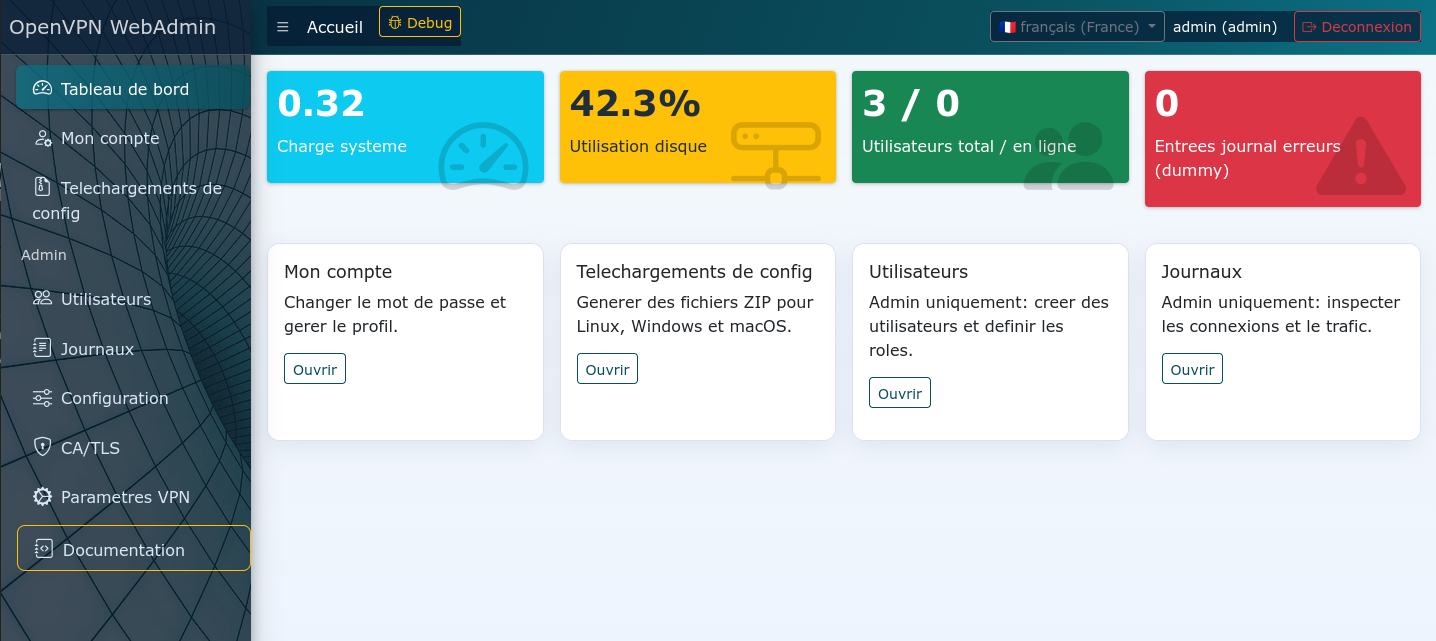 OpenVPN WebAdmin
Accueil
Debug
français (France)
admin (admin)
Deconnexion
Tableau de bord
Mon compte
Telechargements de
config
Admin
Utilisateurs
Journaux
Configuration
CA/TLS
Parametres VPN
Documentation
0.32
Charge systeme
42.3%
Utilisation disque
3 / 0
Utilisateurs total / en ligne
0
Entrees journal erreurs
(dummy)
Mon compte
Changer le mot de passe et
gerer le profil.
Ouvrir
Telechargements de config
Generer des fichiers ZIP pour
Linux, Windows et macOS.
Ouvrir
Utilisateurs
Admin uniquement: creer des
utilisateurs et definir les
roles.
Ouvrir
Journaux
Admin uniquement: inspecter
les connexions et le trafic.
Ouvrir